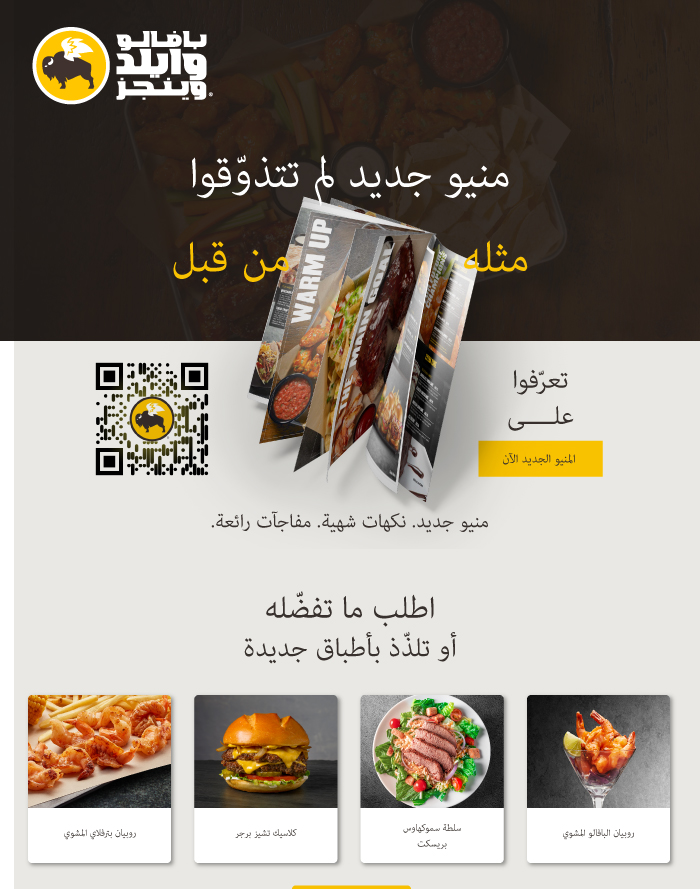 بافالو
وايلد
وينجز
منيو جديد لم تتذوّقوا
مثله من قبل
WARM UP
تعرّفوا
علــــى
المنيو الجديد الآن
منيو جديد. نكهات شهية. مفاجآت رائعة.
اطلب ما تفضّله
أو تلذّذ بأطباق جديدة
روبيان البافالو المشوي
سلطة سموكهاوس
بريسكت
كلاسيك تشيز برجر
روبيان بترفلاي المشوي